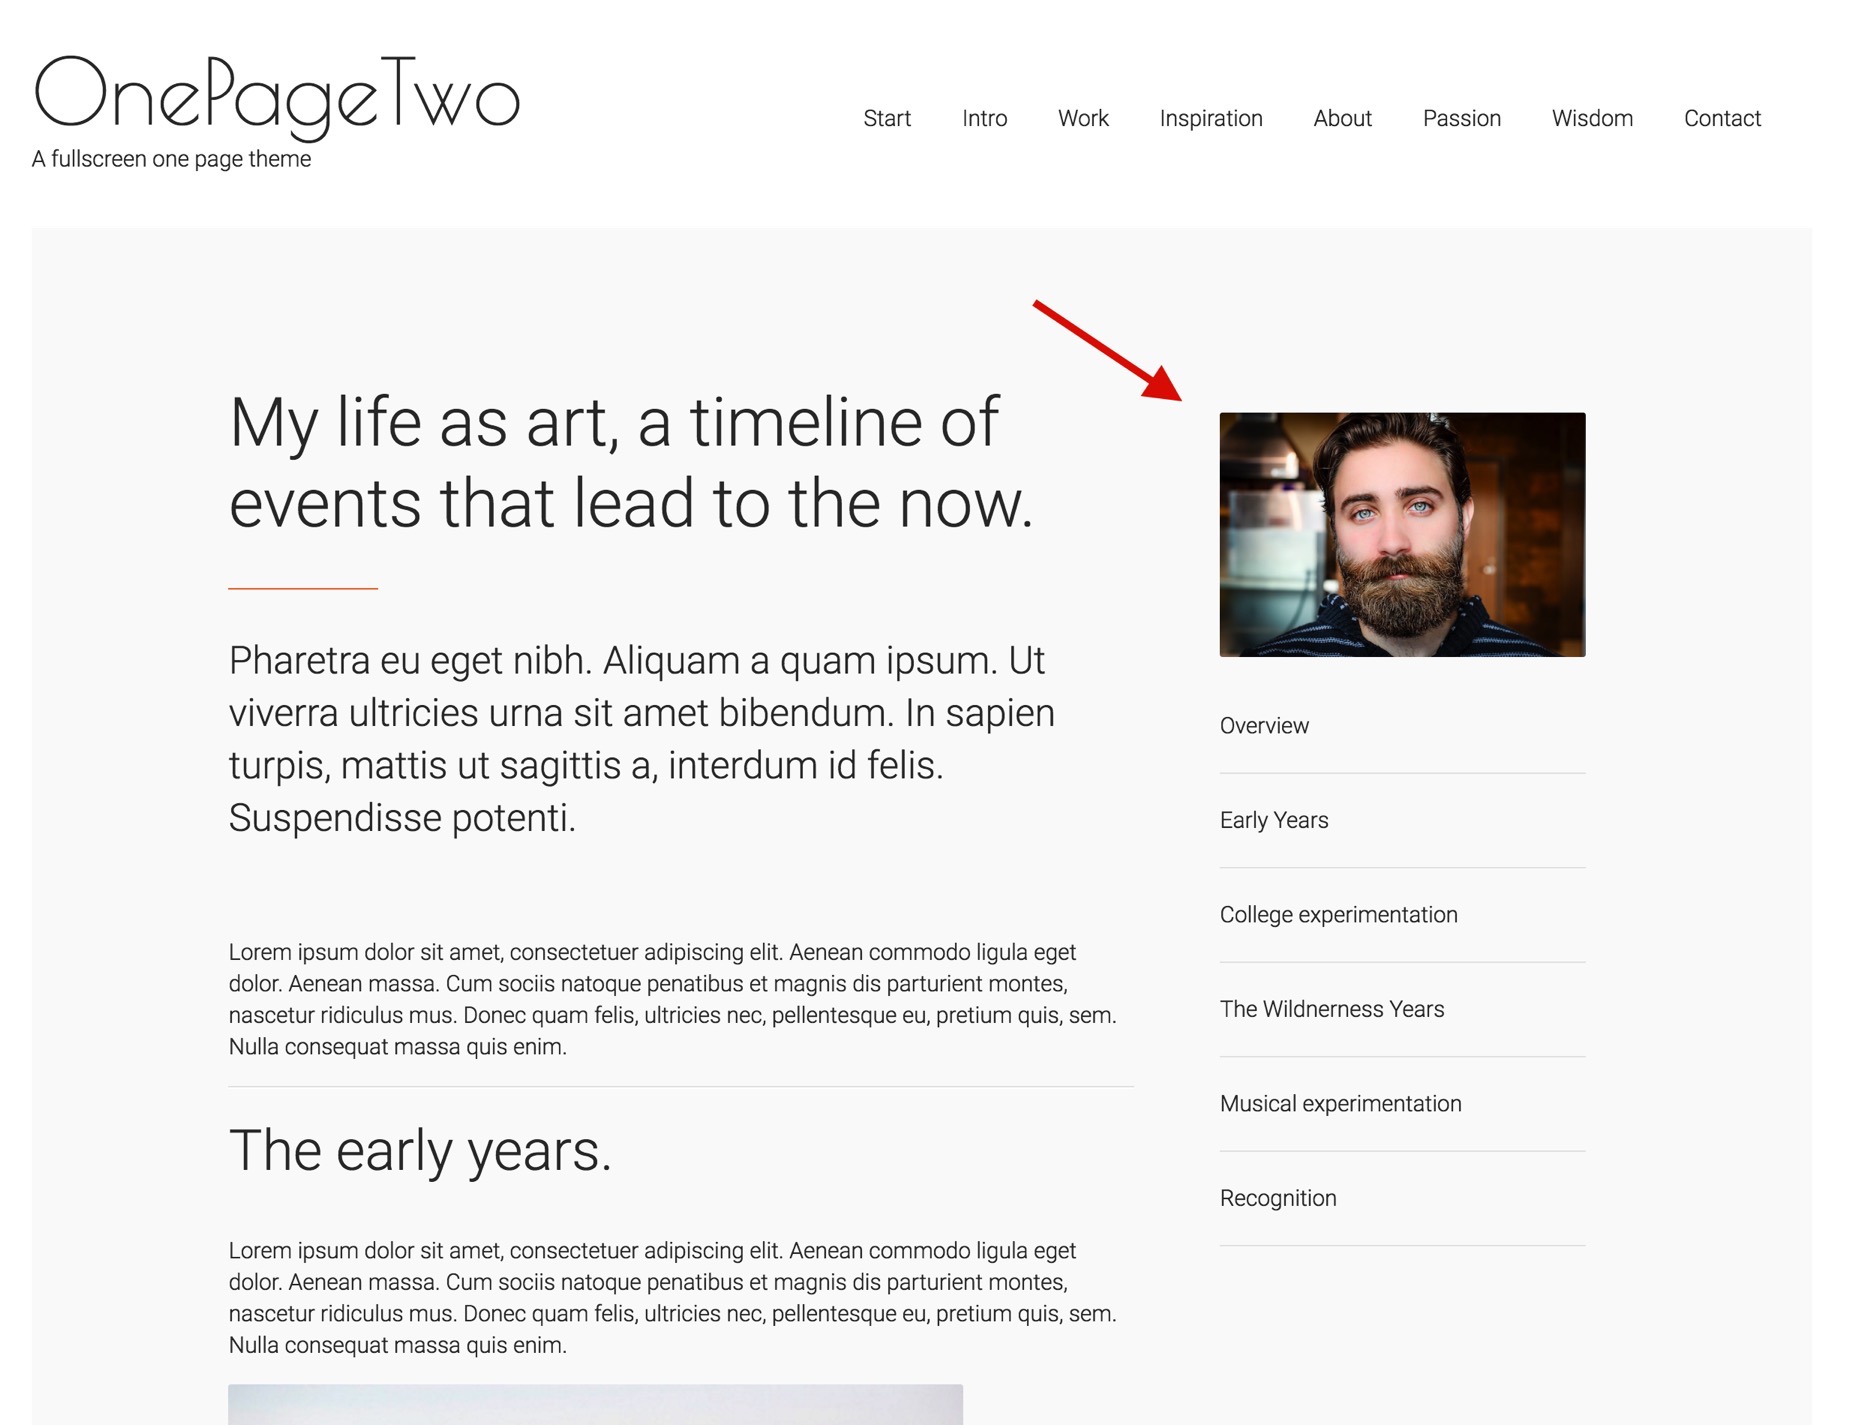 OnePageTwo
A fullscreen one page theme
Start Intro Work Inspiration About Passion Wisdom Contact
My life as art, a timeline of
events that lead to the now.
Pharetra eu eget nibh. Aliquam a quam ipsum. Ut
viverra ultricies urna sit amet bibendum. In sapien
turpis, mattis ut sagittis a, interdum id felis.
Suspendisse potenti.
Lorem ipsum dolor sit amet, consectetuer adipiscing elit. Aenean commodo ligula eget
dolor. Aenean massa. Cum sociis natoque penatibus et magnis dis parturient montes,
nascetur ridiculus mus. Donec quam felis, ultricies nec, pellentesque eu, pretium quis, sem.
Nulla consequat massa quis enim.
The early years.
Lorem ipsum dolor sit amet, consectetuer adipiscing elit. Aenean commodo ligula eget
dolor. Aenean massa. Cum sociis natoque penatibus et magnis dis parturient montes,
nascetur ridiculus mus. Donec quam felis, ultricies nec, pellentesque eu, pretium quis, sem.
Nulla consequat massa quis enim.
Overview
Early Years
College experimentation
The Wildnerness Years
Musical experimentation
Recognition